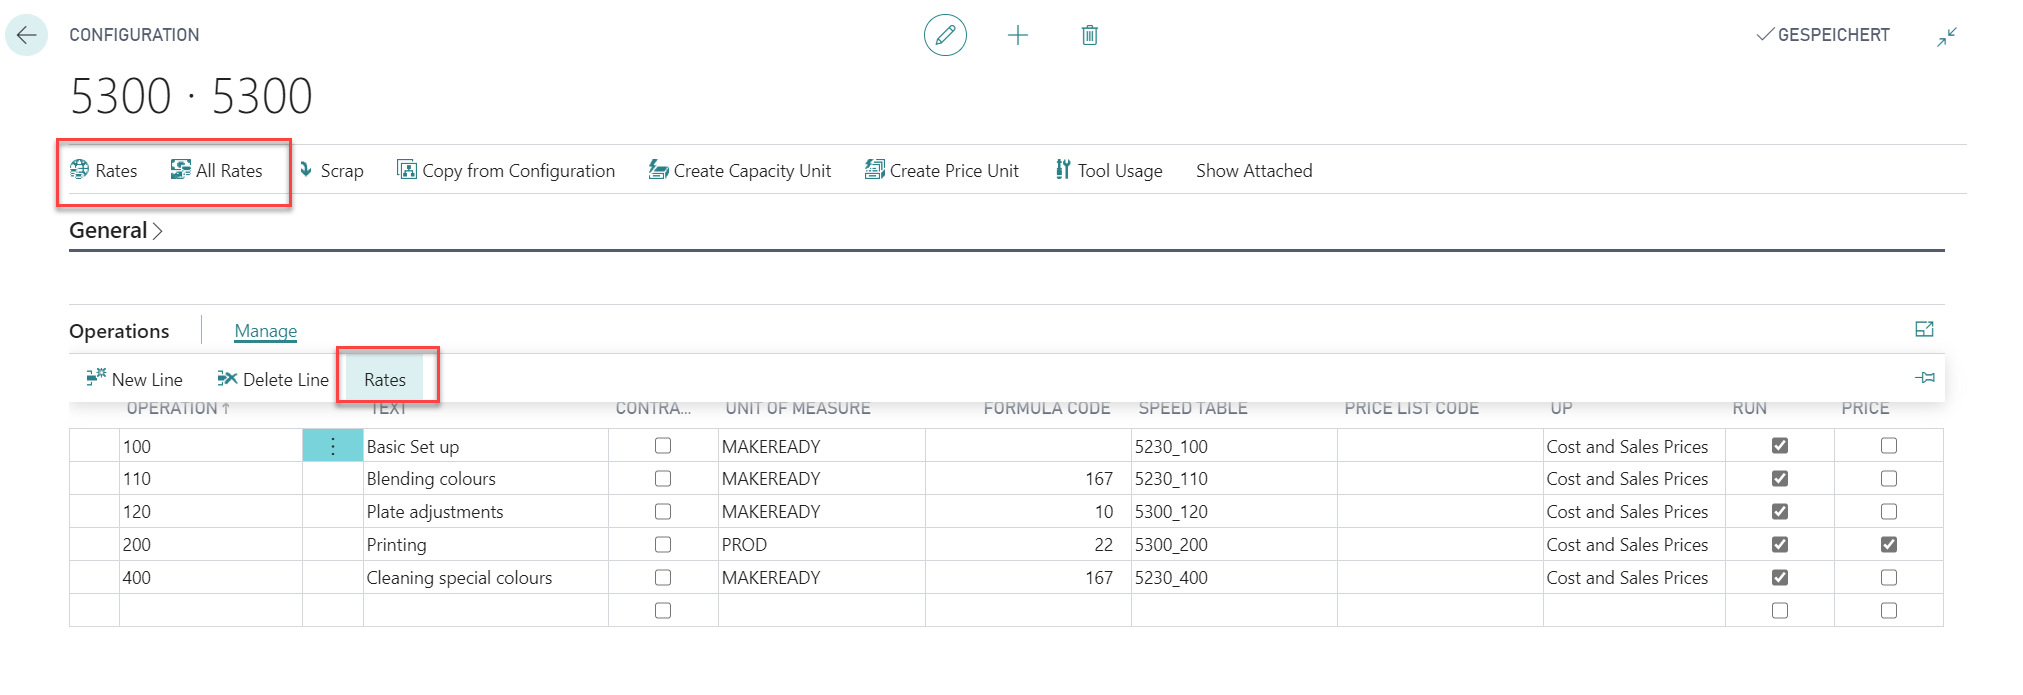 CONFIGURATION GESPEICHERT
5300 · 5300
Rates All Rates Scrap Copy from Configuration Create Capacity Unit Create Price Unit Tool Usage Show Attached
General
Operations Manage
New Line Delete Line Rates
OPERATION↑ TEXT CONTRA... UNIT OF MEASURE FORMULA CODE SPEED TABLE PRICE LIST CODE UP RUN PRICE
100 Basic Set up MAKEREADY 5230_100 Cost and Sales Prices
110 Blending colours MAKEREADY 167 5230_110 Cost and Sales Prices
120 Plate adjustments MAKEREADY 10 5300_120 Cost and Sales Prices
200 Printing PROD 22 5300_200 Cost and Sales Prices
400 Cleaning special colours MAKEREADY 167 5230_400 Cost and Sales Prices